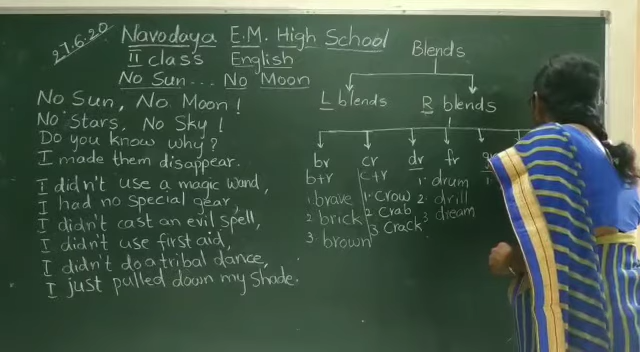 27.6.20
Navodaya E.M. High School
II class English
No Sun... No Moon
No Sun, No Moon!
No Stars, No Sky!
Do you know why?
I made them disappear.
I didn't use a magic wand,
I had no special gear,
I didn't cast an evil spell,
I didn't use first aid,
I didn't do a tribal dance,
I just pulled down my Shade.
Blends
L blends R blends
br cr dr fr
b+r c+r
1. brave
2. brick
3. brown
1. Crow
2 Crab
3 Crack
1. drum
2. drill
3 dream
1.